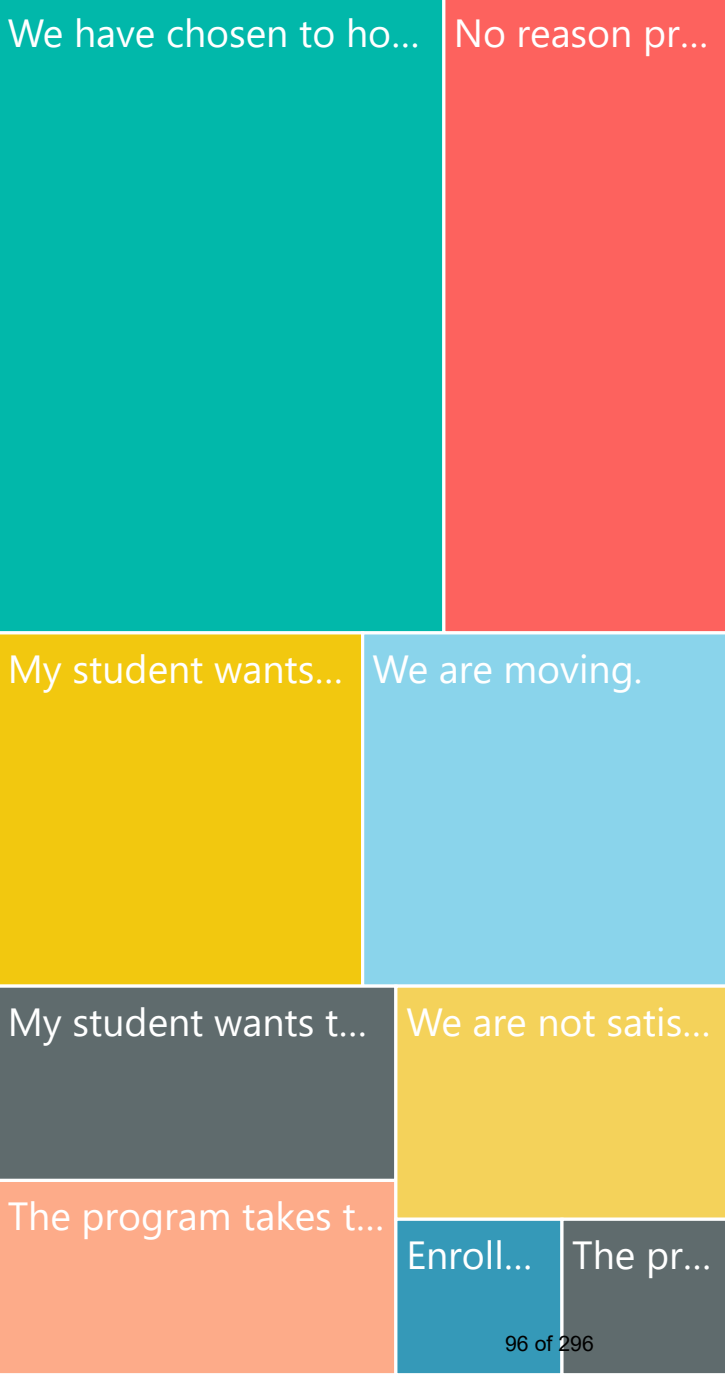 We have chosen to ho...
No reason pr...
My student wants...
We are moving.
My student wants t...
We are not satis...
The program takes t...
Enroll...
The pr...
96 of 296